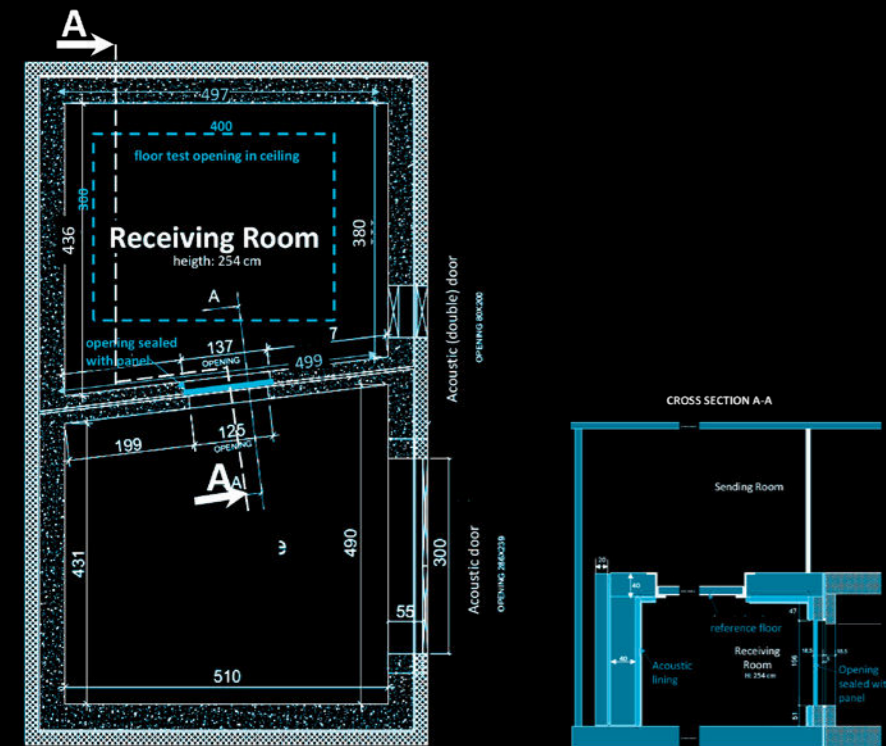 A
497
400
floor test opening in ceiling
300
436
380
Receiving Room
heigth: 254 cm
A
opening sealed
with panel
137
OPENING
7
499
Acoustic (double) door
OPENING 80X200
199
125
OPENING
A
A
431
490
300
Acoustic door
OPENING 286X239
55
510
CROSS SECTION A-A
Sending Room
20
40
47
reference floor
40
Acoustic
lining
Receiving
Room
H: 254 cm
156
Opening
sealed with
panel
51